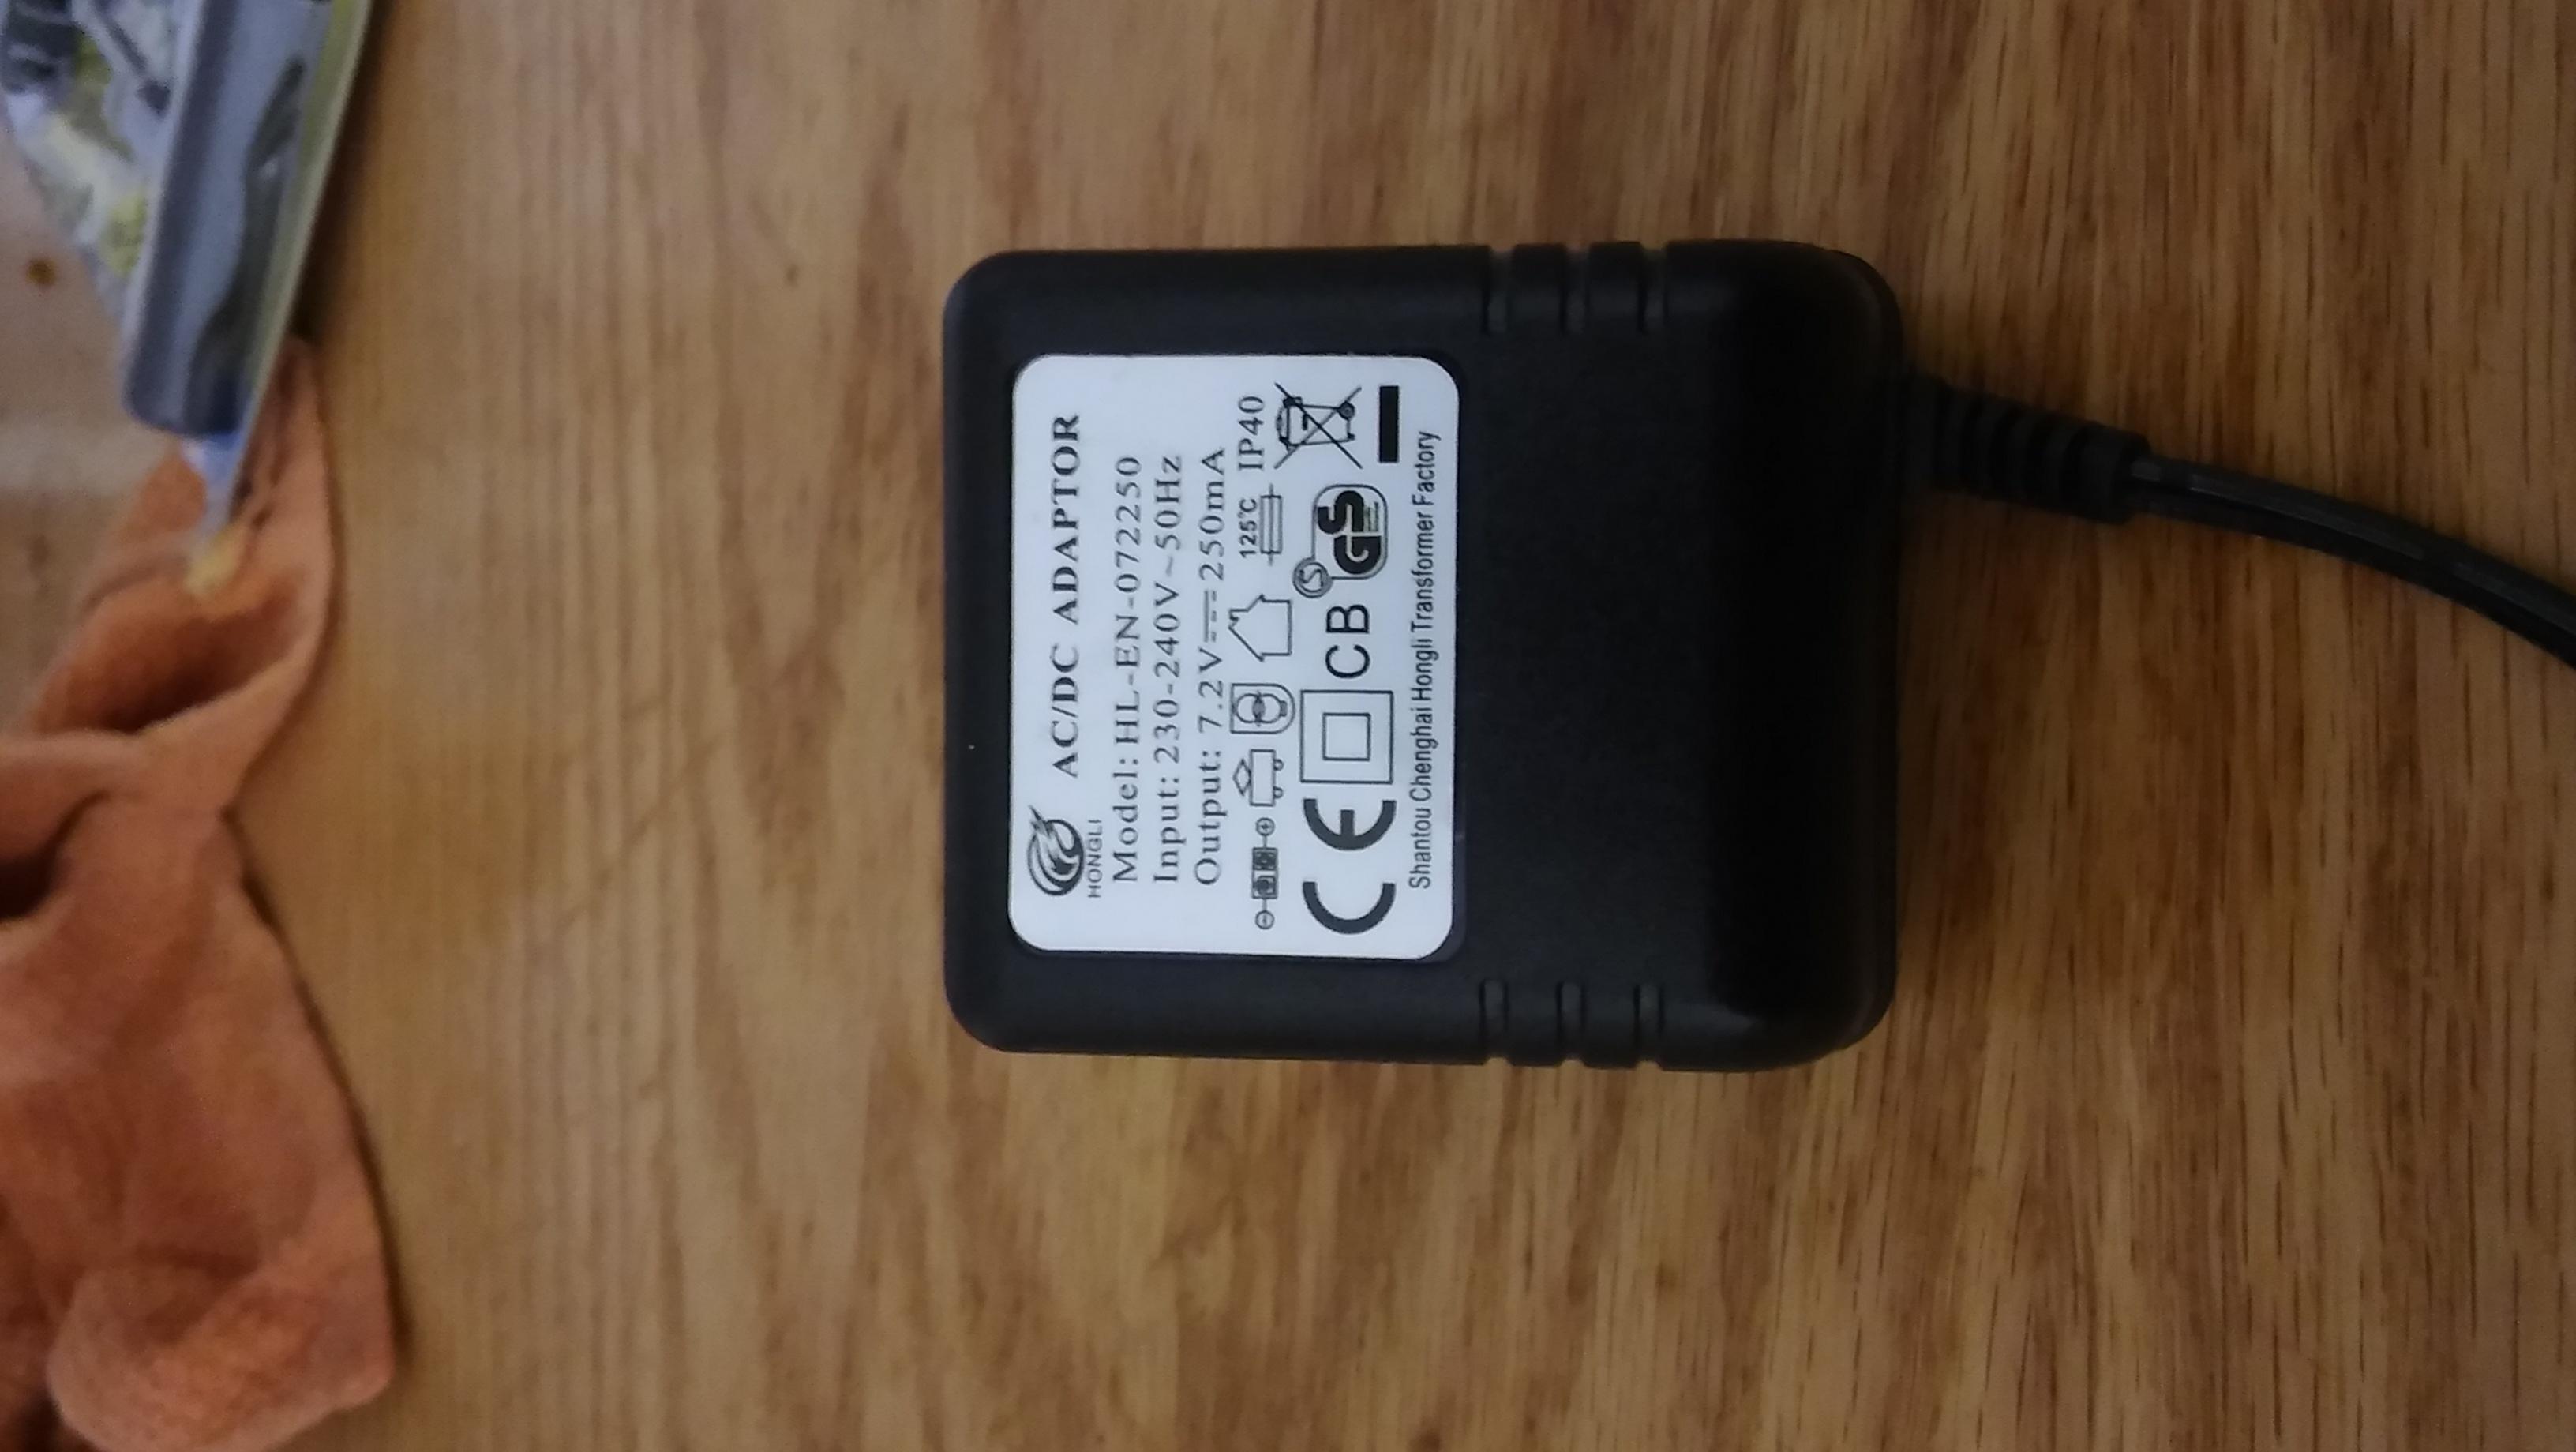 HONGLI
AC/DC ADAPTOR
Model: HL-EN-072250
Input: 230-240V~50Hz
Output: 7.2V⎓250mA
125℃ IP40
CE CB S GS
Shantou Chenghai Hongli Transformer Factory